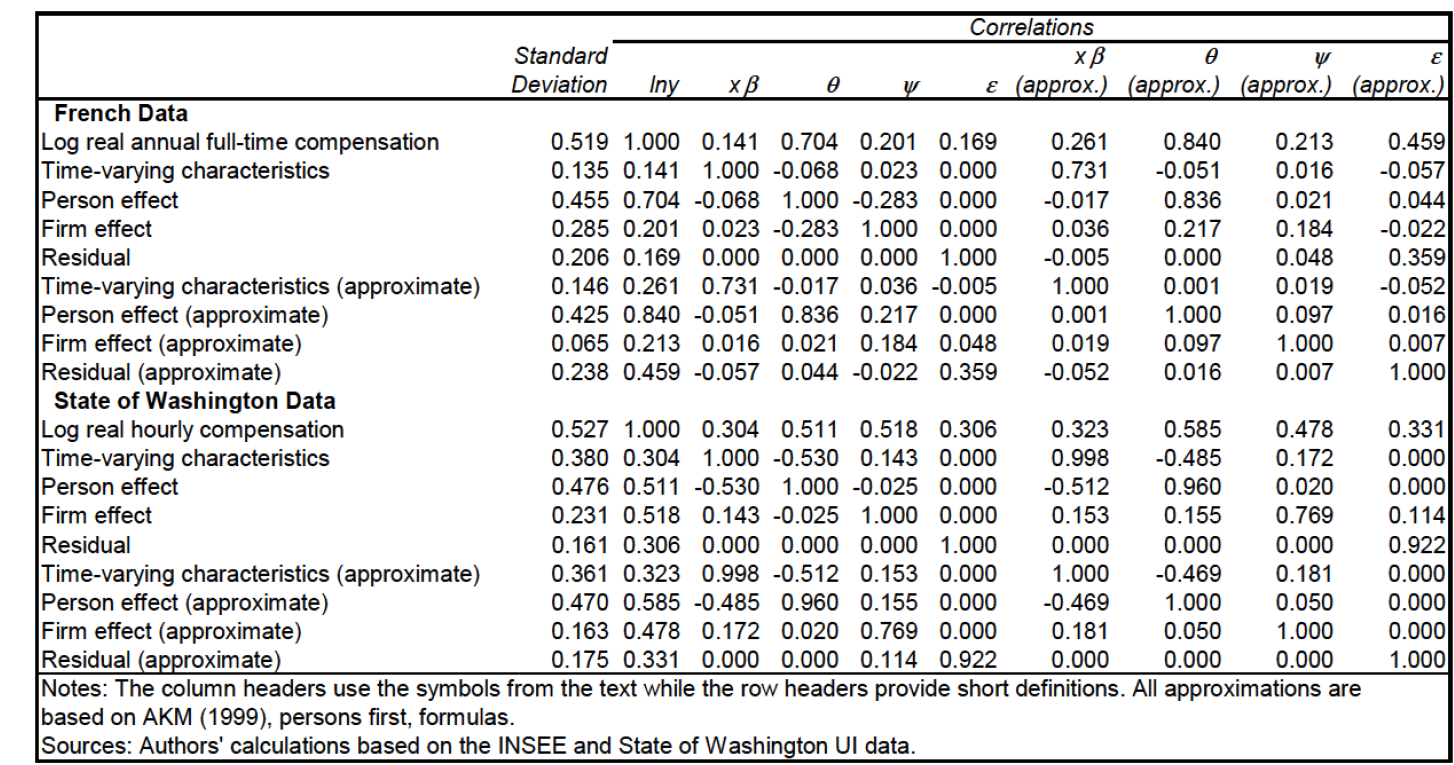 Correlations
Standard xβ θ ψ ε
Deviation lny xβ θ ψ ε (approx.) (approx.) (approx.) (approx.)
French Data
Log real annual full-time compensation 0.519 1.000 0.141 0.704 0.201 0.169 0.261 0.840 0.213 0.459
Time-varying characteristics 0.135 0.141 1.000 -0.068 0.023 0.000 0.731 -0.051 0.016 -0.057
Person effect 0.455 0.704 -0.068 1.000 -0.283 0.000 -0.017 0.836 0.021 0.044
Firm effect 0.285 0.201 0.023 -0.283 1.000 0.000 0.036 0.217 0.184 -0.022
Residual 0.206 0.169 0.000 0.000 0.000 1.000 -0.005 0.000 0.048 0.359
Time-varying characteristics (approximate) 0.146 0.261 0.731 -0.017 0.036 -0.005 1.000 0.001 0.019 -0.052
Person effect (approximate) 0.425 0.840 -0.051 0.836 0.217 0.000 0.001 1.000 0.097 0.016
Firm effect (approximate) 0.065 0.213 0.016 0.021 0.184 0.048 0.019 0.097 1.000 0.007
Residual (approximate) 0.238 0.459 -0.057 0.044 -0.022 0.359 -0.052 0.016 0.007 1.000
State of Washington Data
Log real hourly compensation 0.527 1.000 0.304 0.511 0.518 0.306 0.323 0.585 0.478 0.331
Time-varying characteristics 0.380 0.304 1.000 -0.530 0.143 0.000 0.998 -0.485 0.172 0.000
Person effect 0.476 0.511 -0.530 1.000 -0.025 0.000 -0.512 0.960 0.020 0.000
Firm effect 0.231 0.518 0.143 -0.025 1.000 0.000 0.153 0.155 0.769 0.114
Residual 0.161 0.306 0.000 0.000 0.000 1.000 0.000 0.000 0.000 0.922
Time-varying characteristics (approximate) 0.361 0.323 0.998 -0.512 0.153 0.000 1.000 -0.469 0.181 0.000
Person effect (approximate) 0.470 0.585 -0.485 0.960 0.155 0.000 -0.469 1.000 0.050 0.000
Firm effect (approximate) 0.163 0.478 0.172 0.020 0.769 0.000 0.181 0.050 1.000 0.000
Residual (approximate) 0.175 0.331 0.000 0.000 0.114 0.922 0.000 0.000 0.000 1.000
Notes: The column headers use the symbols from the text while the row headers provide short definitions. All approximations are
based on AKM (1999), persons first, formulas.
Sources: Authors' calculations based on the INSEE and State of Washington UI data.